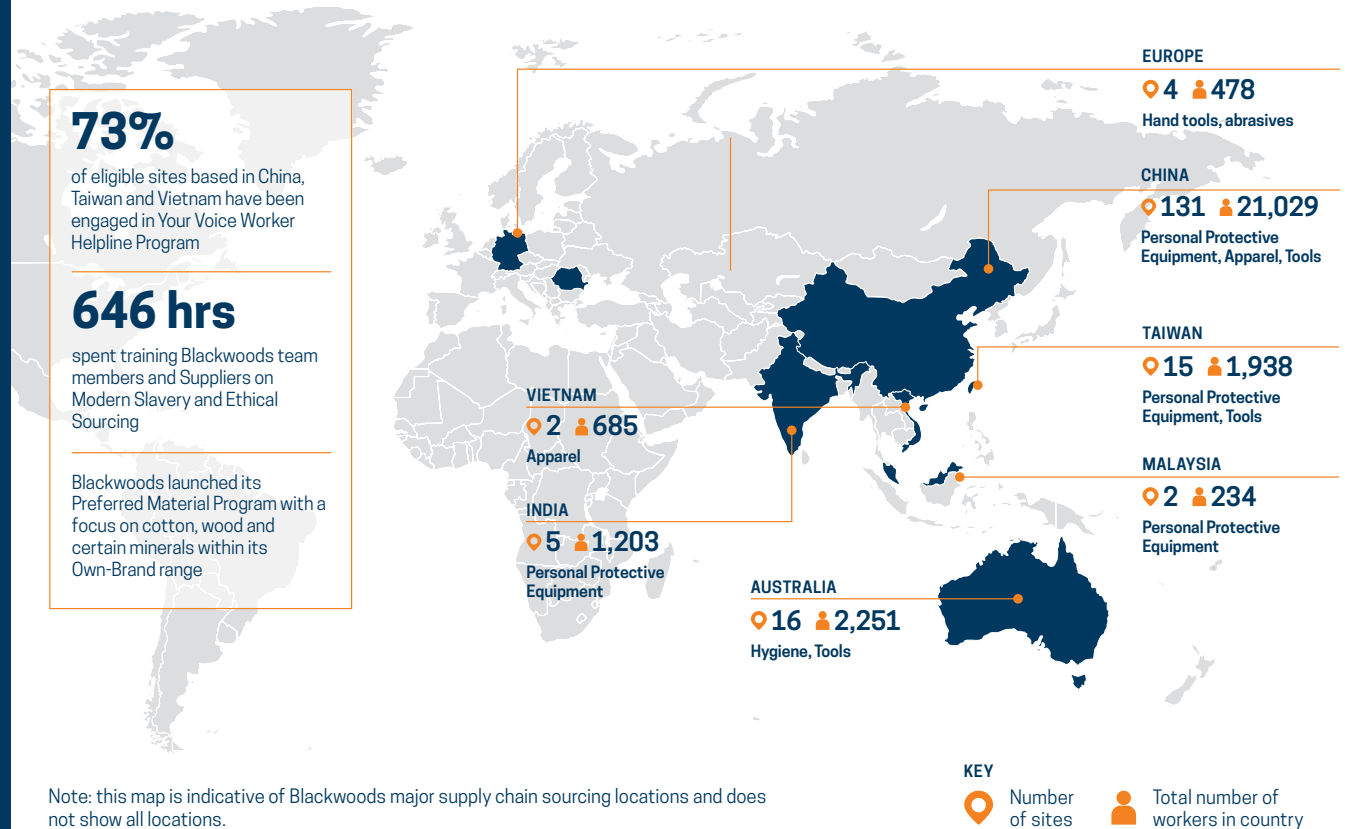 73%
of eligible sites based in China,
Taiwan and Vietnam have been
engaged in Your Voice Worker
Helpline Program
646 hrs
spent training Blackwoods team
members and Suppliers on
Modern Slavery and Ethical
Sourcing
Blackwoods launched its
Preferred Material Program with a
focus on cotton, wood and
certain minerals within its
Own-Brand range
EUROPE
4 478
Hand tools, abrasives
CHINA
131 21,029
Personal Protective
Equipment, Apparel, Tools
TAIWAN
15 1,938
Personal Protective
Equipment, Tools
VIETNAM
2 685
Apparel
MALAYSIA
2 234
Personal Protective
Equipment
INDIA
5 1,203
Personal Protective
Equipment
AUSTRALIA
16 2,251
Hygiene, Tools
Note: this map is indicative of Blackwoods major supply chain sourcing locations and does
not show all locations.
KEY
Number
of sites
Total number of
workers in country